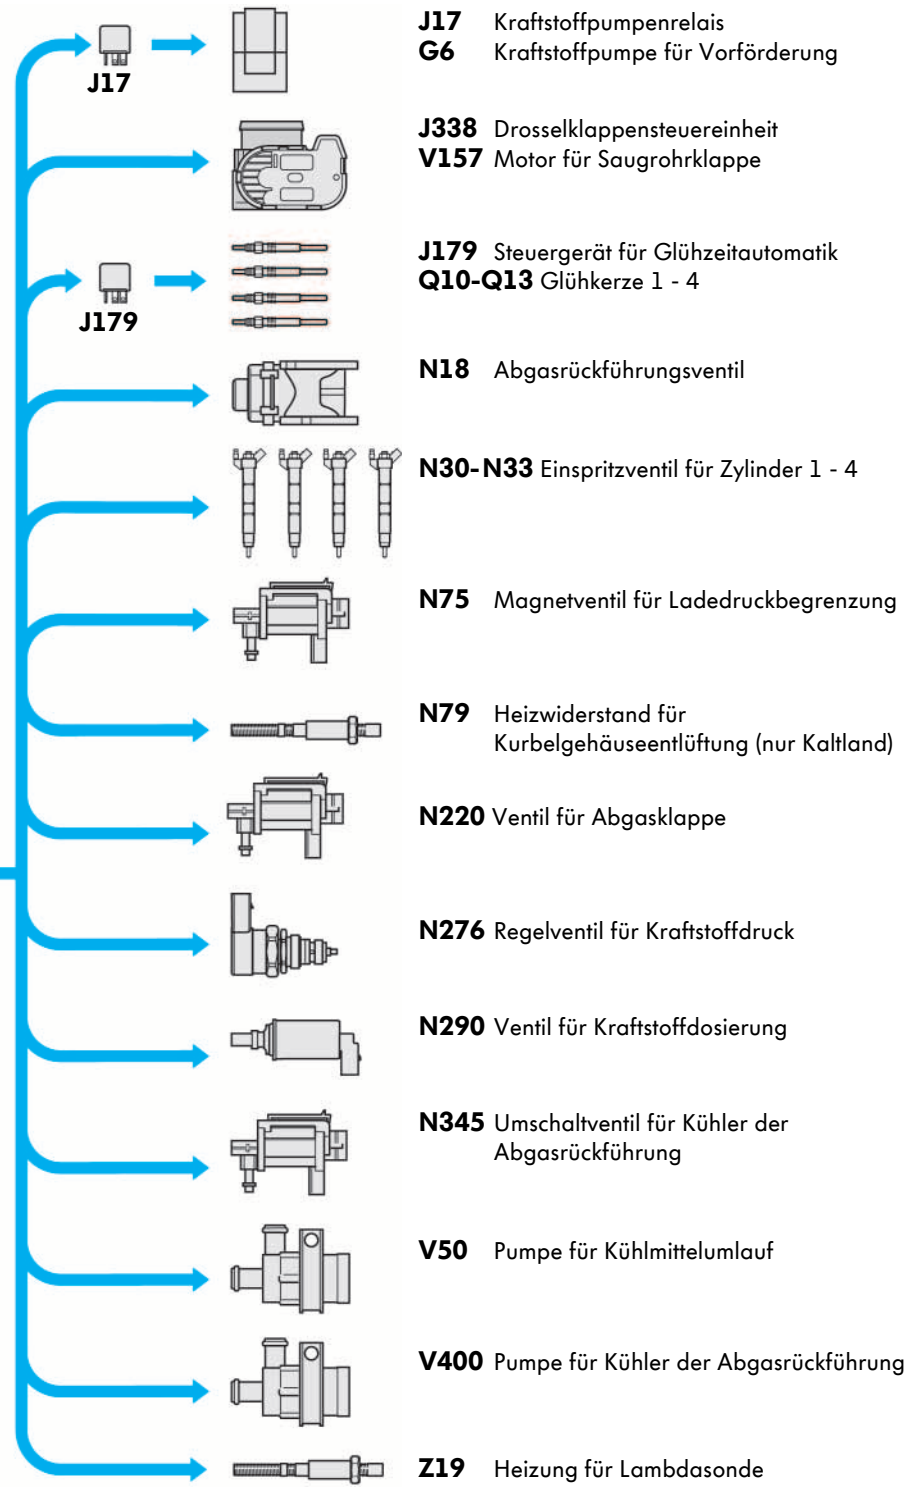 J17 Kraftstoffpumpenrelais
G6 Kraftstoffpumpe für Vorförderung
J17
J338 Drosselklappensteuereinheit
V157 Motor für Saugrohrklappe
J179 Steuergerät für Glühzeitautomatik
Q10-Q13 Glühkerze 1 - 4
J179
N18 Abgasrückführungsventil
N30-N33 Einspritzventil für Zylinder 1 - 4
N75 Magnetventil für Ladedruckbegrenzung
N79 Heizwiderstand für
Kurbelgehäuseentlüftung (nur Kaltland)
N220 Ventil für Abgasklappe
N276 Regelventil für Kraftstoffdruck
N290 Ventil für Kraftstoffdosierung
N345 Umschaltventil für Kühler der
Abgasrückführung
V50 Pumpe für Kühlmittelumlauf
V400 Pumpe für Kühler der Abgasrückführung
Z19 Heizung für Lambdasonde